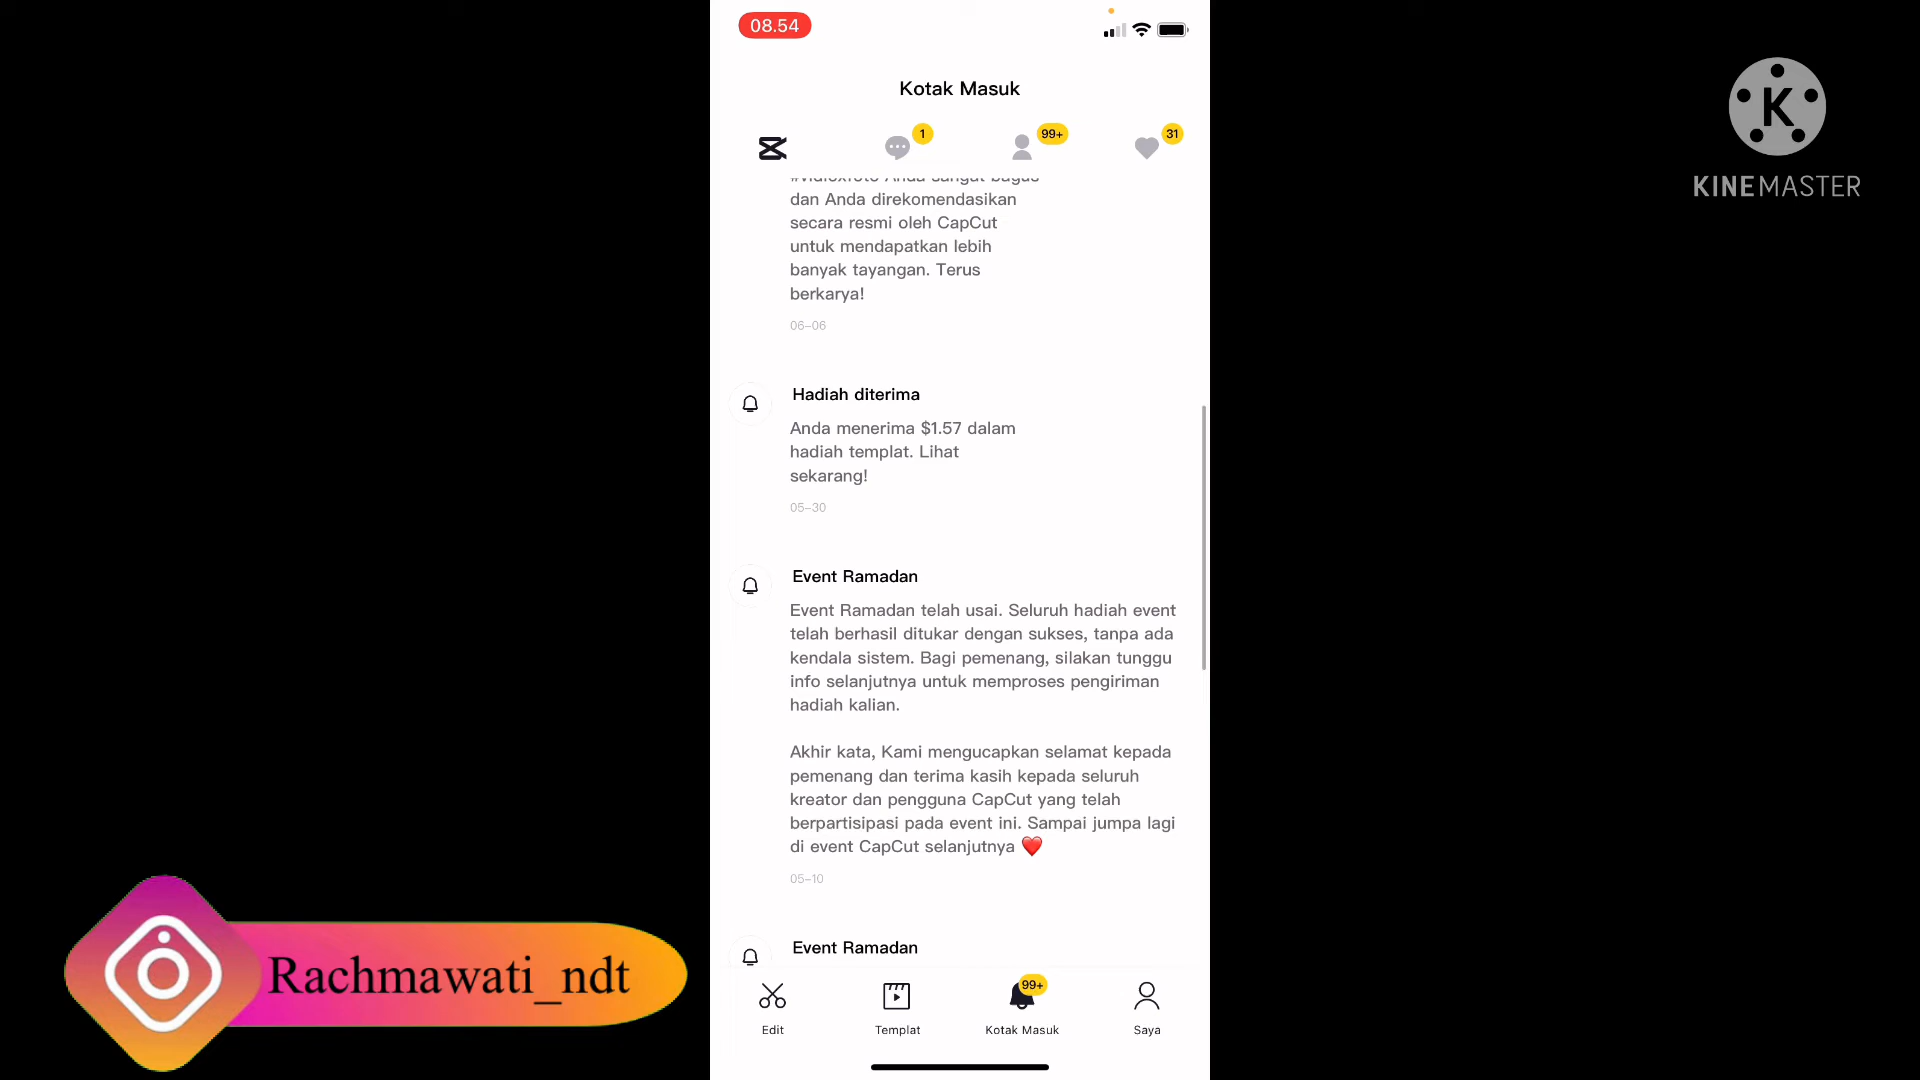 08.54
Kotak Masuk
1
99+
31
dan Anda direkomendasikan
secara resmi oleh CapCut
untuk mendapatkan lebih
banyak tayangan. Terus
berkarya!
06-06
Hadiah diterima
Anda menerima $1.57 dalam
hadiah templat. Lihat
sekarang!
05-30
Event Ramadan
Event Ramadan telah usai. Seluruh hadiah event
telah berhasil ditukar dengan sukses, tanpa ada
kendala sistem. Bagi pemenang, silakan tunggu
info selanjutnya untuk memproses pengiriman
hadiah kalian.
Akhir kata, Kami mengucapkan selamat kepada
pemenang dan terima kasih kepada seluruh
kreator dan pengguna CapCut yang telah
berpartisipasi pada event ini. Sampai jumpa lagi
di event CapCut selanjutnya ❤️
05-10
Event Ramadan
99+
Edit
Templat
Kotak Masuk
Saya
K
KINEMASTER
Rachmawati_ndt